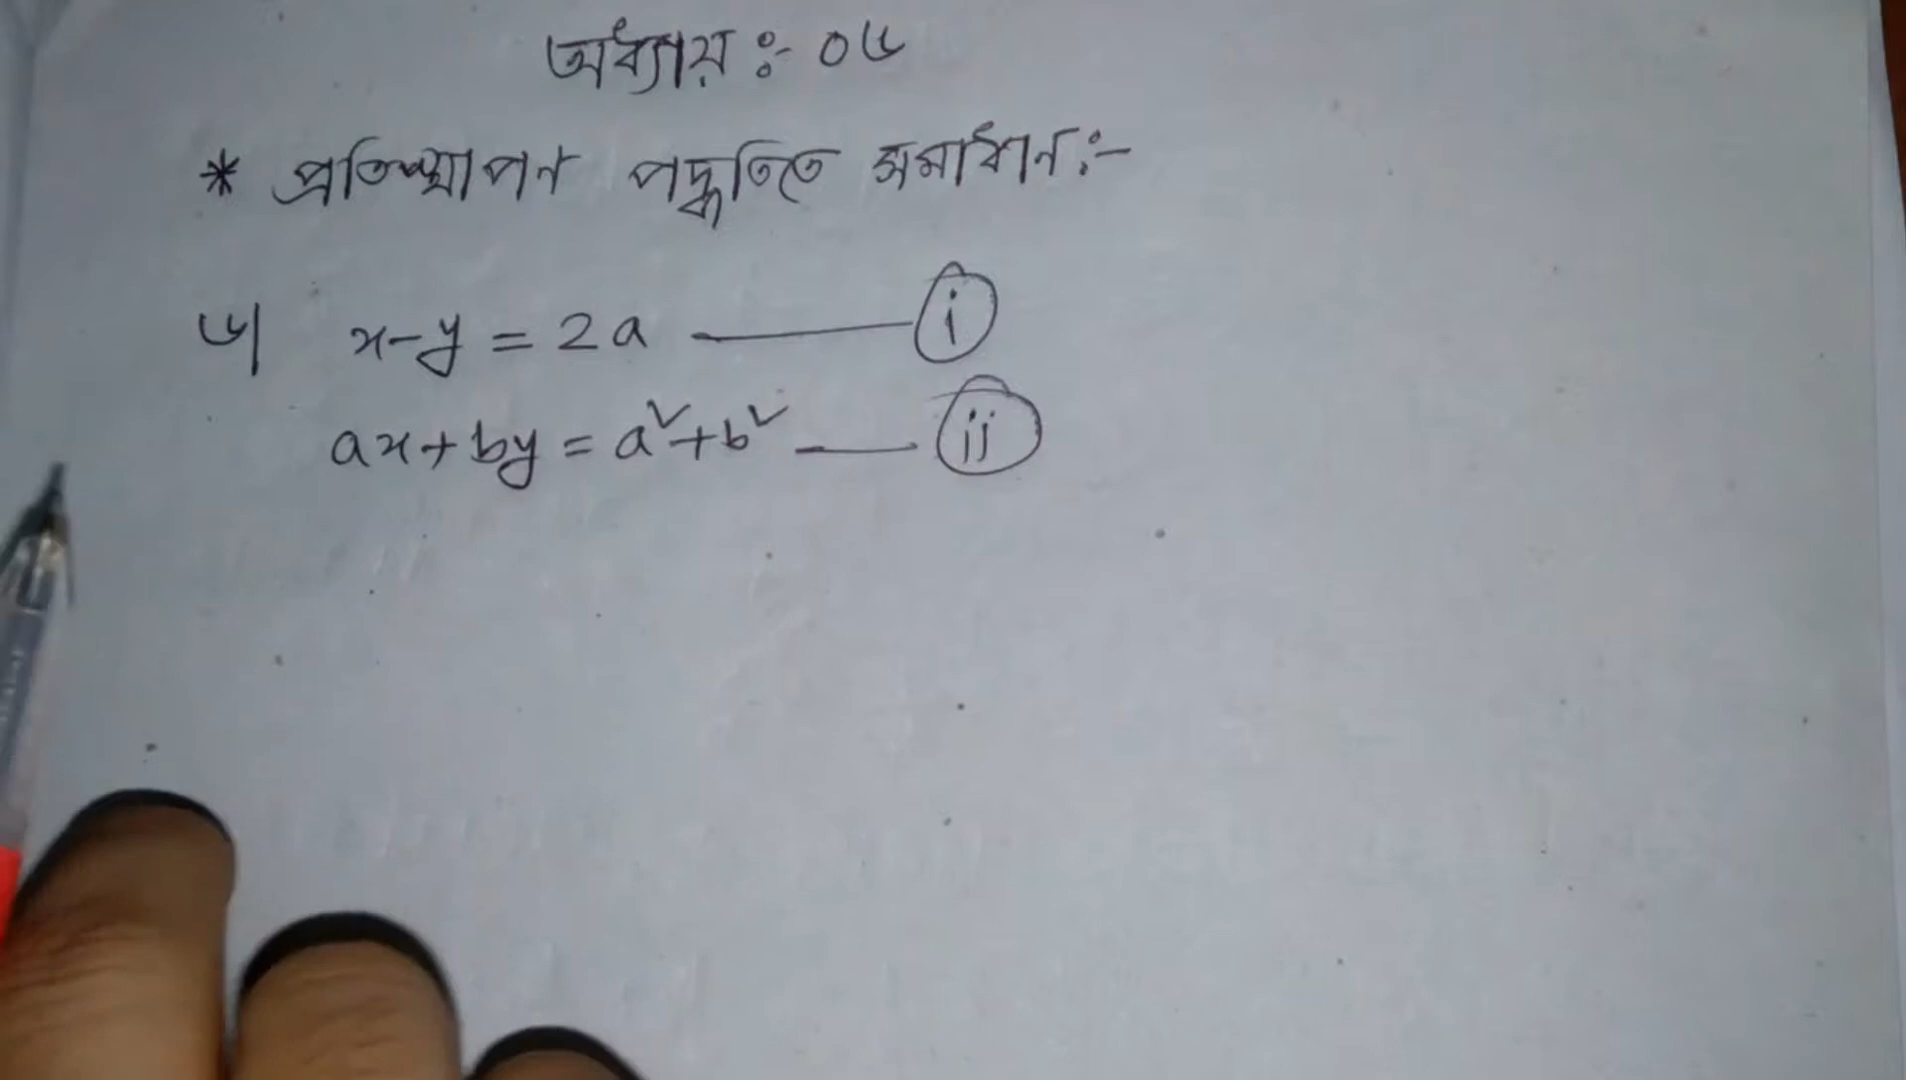 অধ্যায় :- ০৬
* প্রতিস্থাপন পদ্ধতিতে সমাধান:-
৬। x-y = 2a —— i
ax+by = a²+b² —— ii